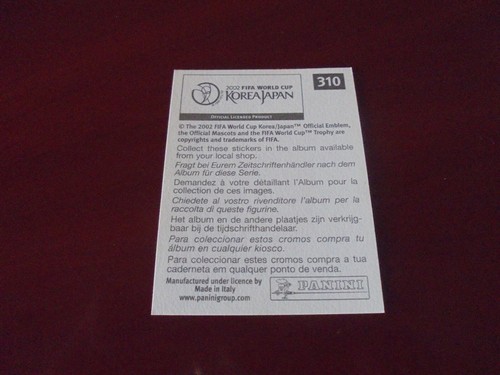 2002 FIFA WORLD CUP
KOREAJAPAN
OFFICIAL LICENSED PRODUCT
310
© The 2002 FIFA World Cup Korea/Japan™ Official Emblem,
the Official Mascots and the FIFA World Cup™ Trophy are
copyrights and trademarks of FIFA.
Collect these stickers in the album available
from your local shop.
Fragt bei Eurem Zeitschriftenhändler nach dem
Album für diese Serie.
Demandez à votre détaillant l'Album pour la
collection de ces images.
Chiedete al vostro rivenditore l'album per la
raccolta di queste figurine.
Het album en de andere plaatjes zijn verkrijg-
baar bij de tijdschrifthandelaar.
Para coleccionar estos cromos compra tu
álbum en cualquier kiosco.
Para coleccionar estes cromos compra a tua
caderneta em qualquer ponto de venda.
Manufactured under licence by
Made in Italy
www.paninigroup.com
PANINI